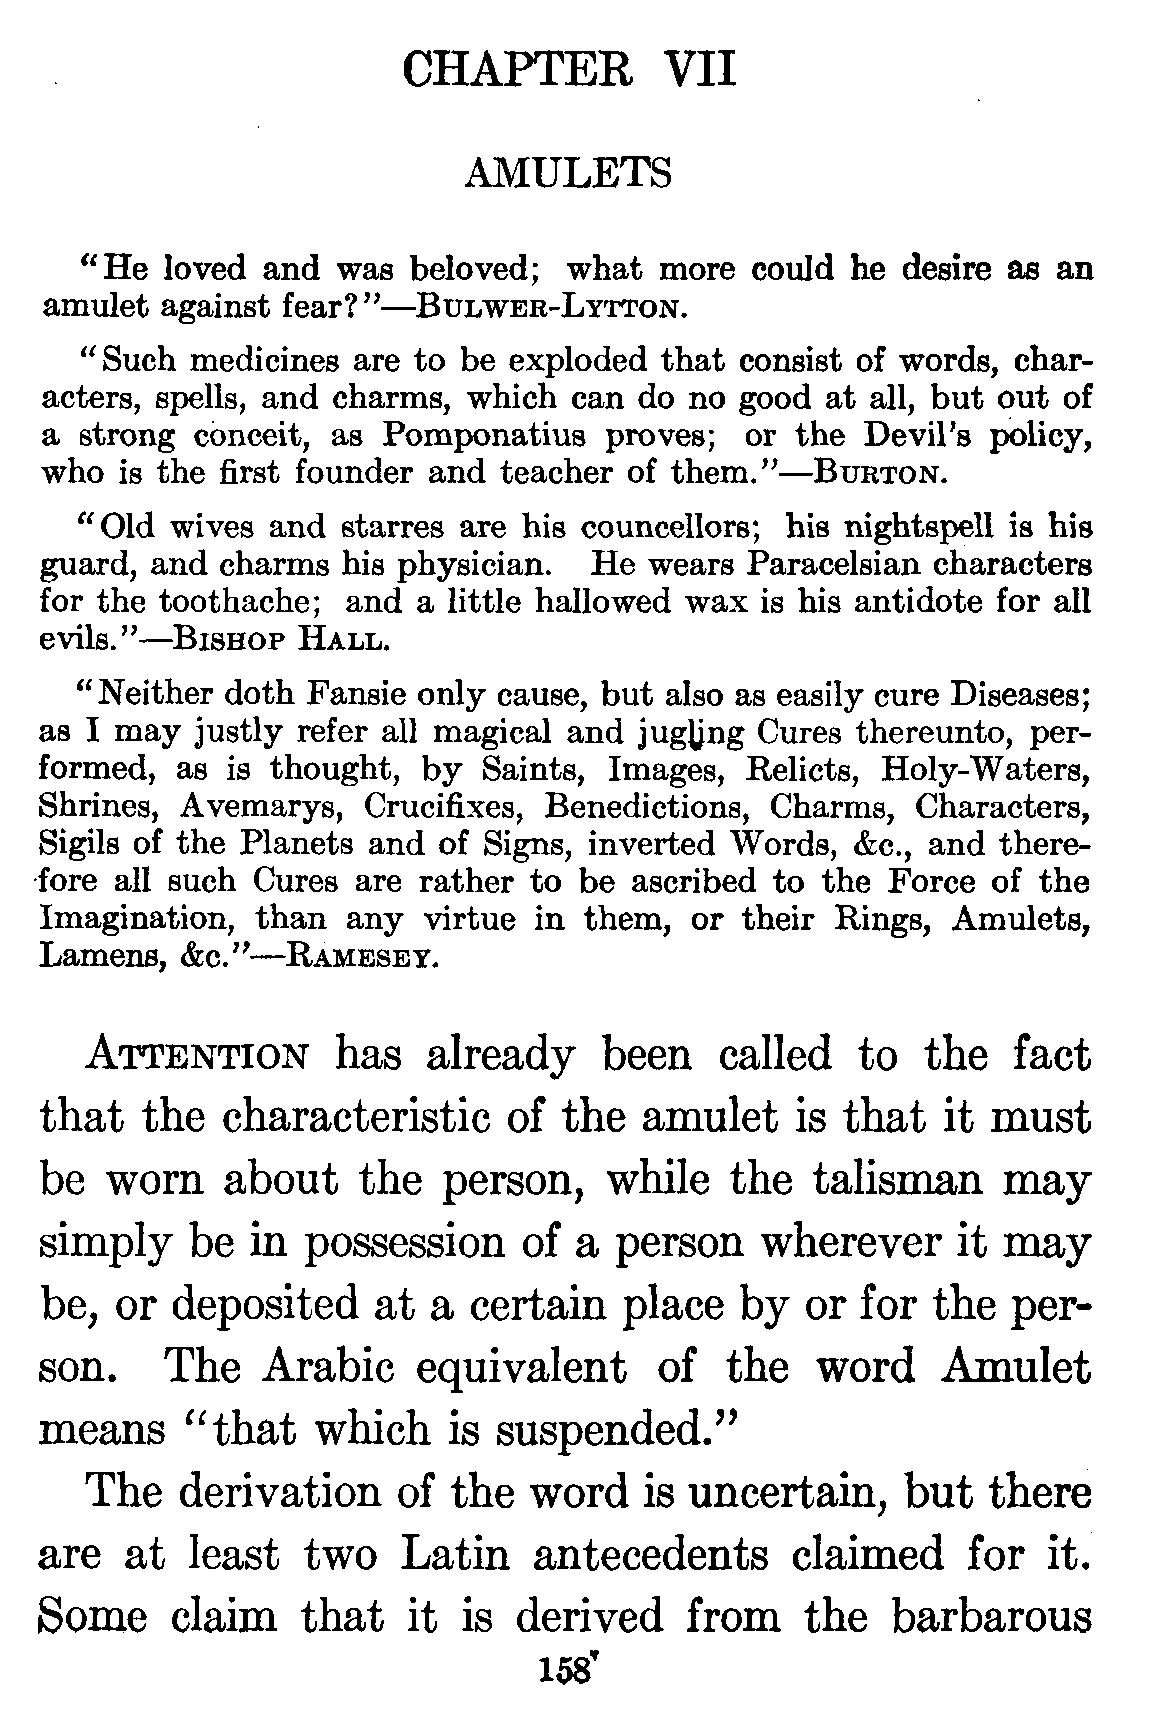 CHAPTER VII
AMULETS
"He loved and was beloved; what more could he desire as an
amulet against fear?"—BULWER-LYTTON.
"Such medicines are to be exploded that consist of words, char-
acters, spells, and charms, which can do no good at all, but out of
a strong conceit, as Pomponatius proves; or the Devil's policy,
who is the first founder and teacher of them."—BURTON.
"Old wives and starres are his councellors; his nightspell is his
guard, and charms his physician. He wears Paracelsian characters
for the toothache; and a little hallowed wax is his antidote for all
evils."—BISHOP HALL.
"Neither doth Fansie only cause, but also as easily cure Diseases;
as I may justly refer all magical and jugling Cures thereunto, per-
formed, as is thought, by Saints, Images, Relicts, Holy-Waters,
Shrines, Avemarys, Crucifixes, Benedictions, Charms, Characters,
Sigils of the Planets and of Signs, inverted Words, &c., and there-
fore all such Cures are rather to be ascribed to the Force of the
Imagination, than any virtue in them, or their Rings, Amulets,
Lamens, &c."—RAMESEY.
ATTENTION has already been called to the fact
that the characteristic of the amulet is that it must
be worn about the person, while the talisman may
simply be in possession of a person wherever it may
be, or deposited at a certain place by or for the per-
son. The Arabic equivalent of the word Amulet
means "that which is suspended."
The derivation of the word is uncertain, but there
are at least two Latin antecedents claimed for it.
Some claim that it is derived from the barbarous
158